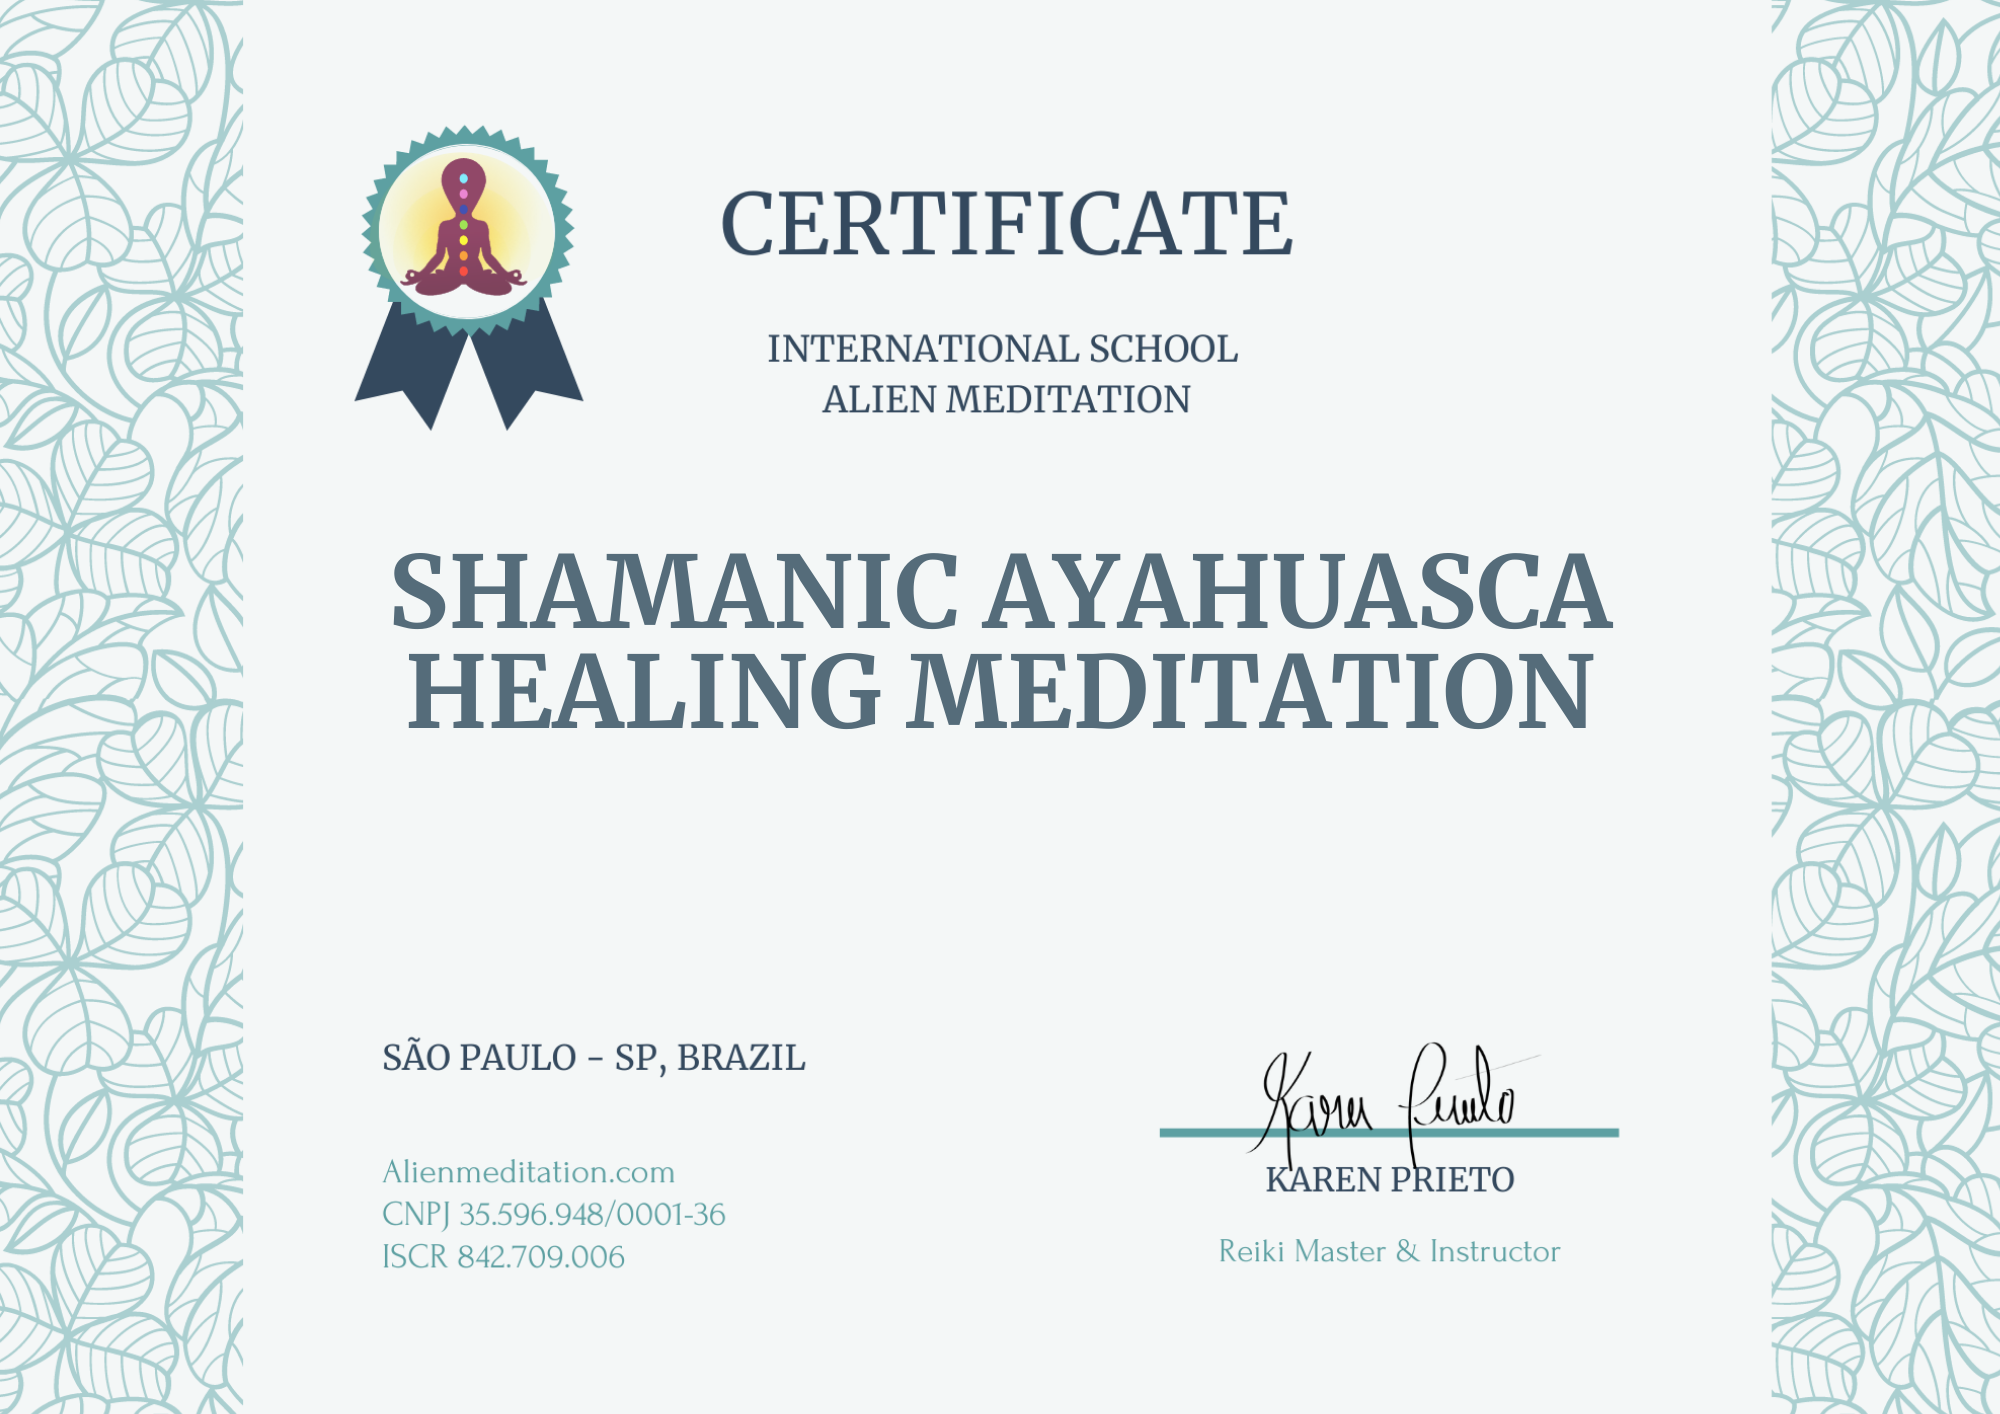 CERTIFICATE
INTERNATIONAL SCHOOL
ALIEN MEDITATION
SHAMANIC AYAHUASCA
HEALING MEDITATION
SÃO PAULO - SP, BRAZIL
Alienmeditation.com
CNPJ 35.596.948/0001-36
ISCR 842.709.006
Karen Prieto
KAREN PRIETO
Reiki Master & Instructor